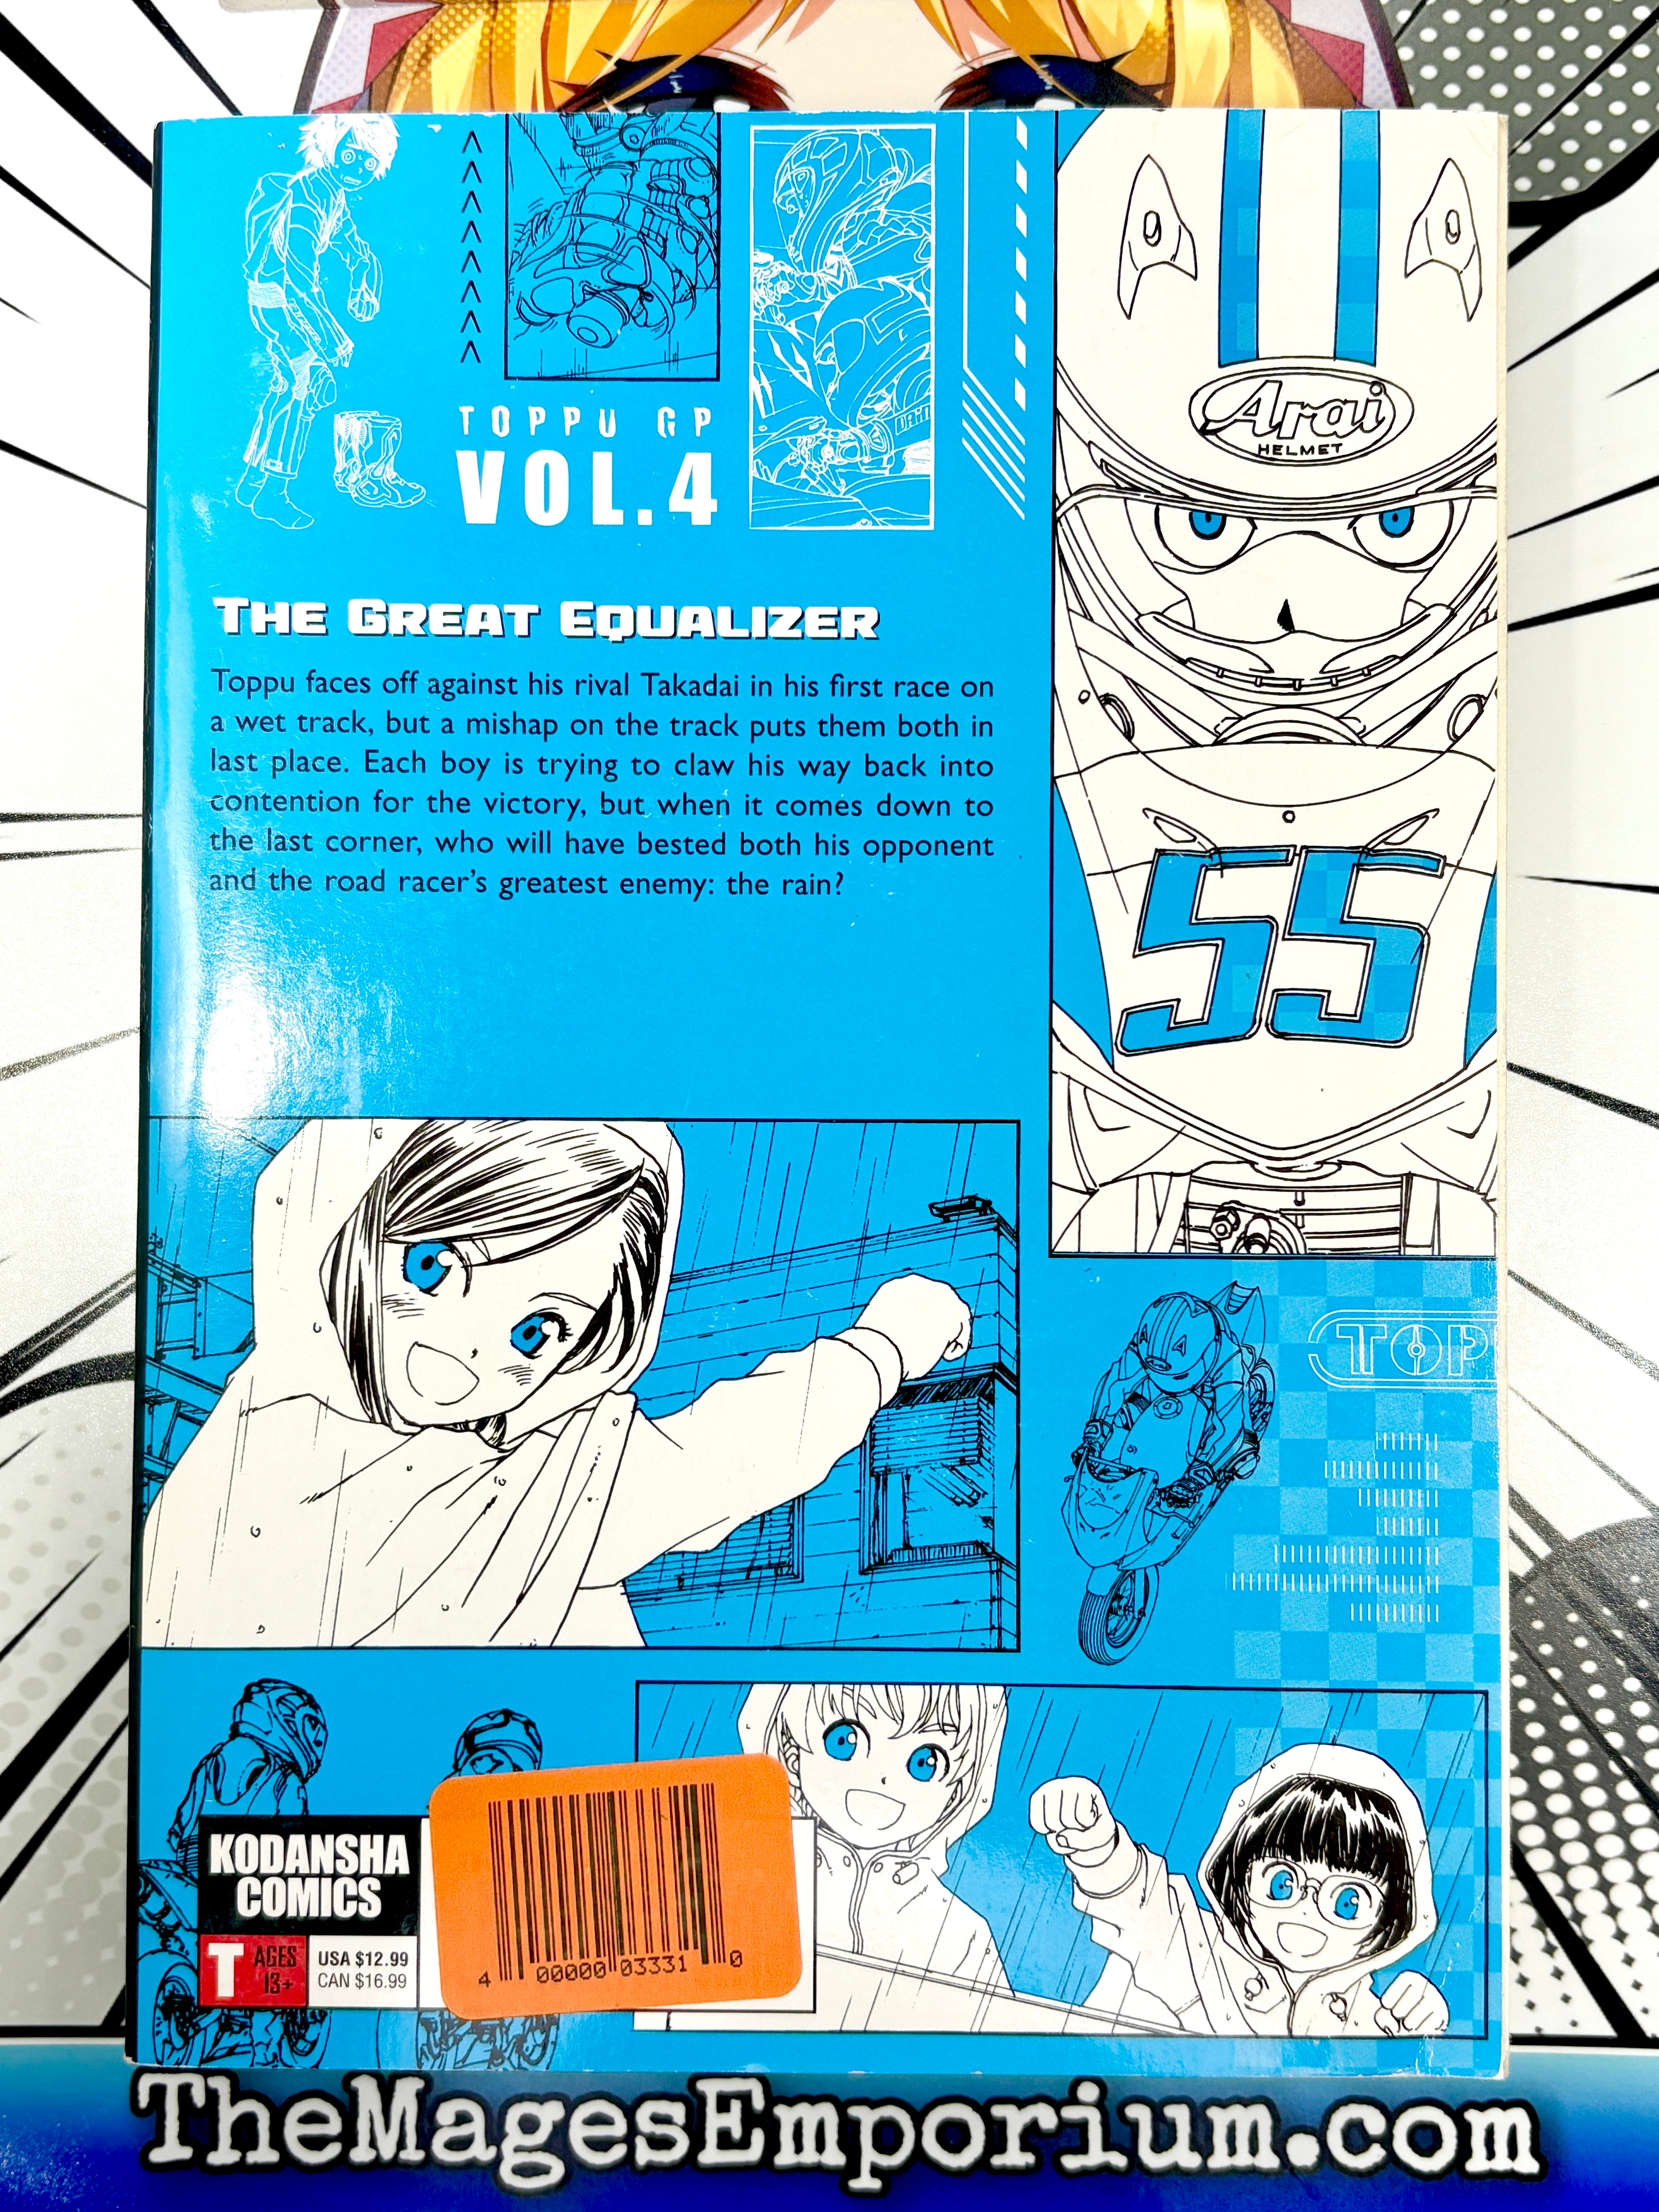 TOPPU GP
VOL.4
Arai
HELMET
THE GREAT EQUALIZER
Toppu faces off against his rival Takadai in his first race on
a wet track, but a mishap on the track puts them both in
last place. Each boy is trying to claw his way back into
contention for the victory, but when it comes down to
the last corner, who will have bested both his opponent
and the road racer's greatest enemy: the rain?
55
TOP
KODANSHA
COMICS
T AGES
13+
USA $12.99
CAN $16.99
4 00000 03331 0
TheMagesEmporium.com